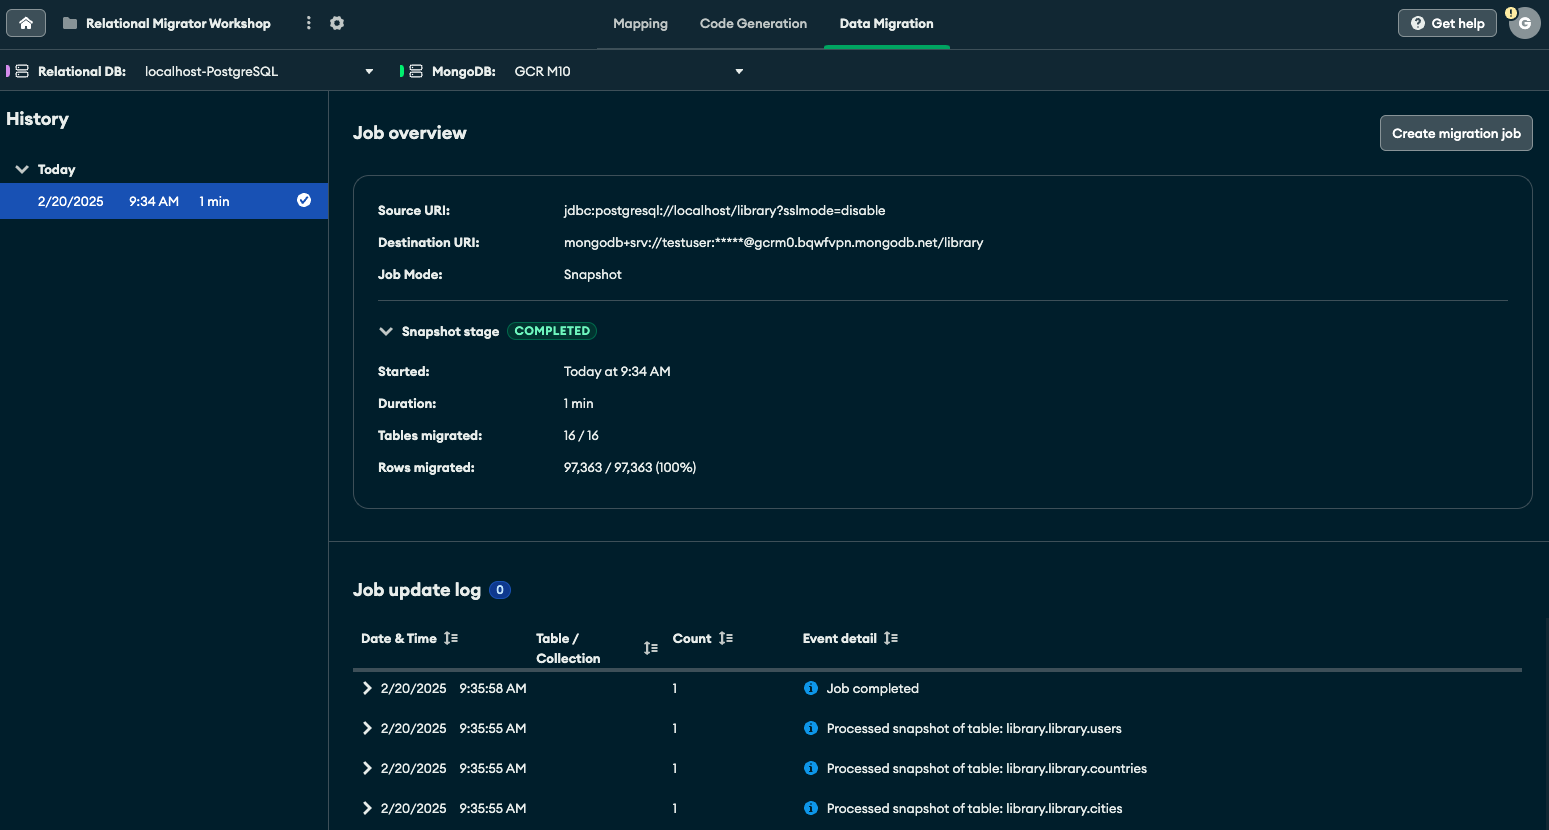 Relational Migrator Workshop
Mapping
Code Generation
Data Migration
Get help
! G
Relational DB: localhost-PostgreSQL
MongoDB: GCR M10
History
Today
2/20/2025 9:34 AM 1 min
Job overview
Create migration job
Source URI: jdbc:postgresql://localhost/library?sslmode=disable
Destination URI: mongodb+srv://testuser:*****@gcrm0.bqwfvpn.mongodb.net/library
Job Mode: Snapshot
Snapshot stage COMPLETED
Started: Today at 9:34 AM
Duration: 1 min
Tables migrated: 16 / 16
Rows migrated: 97,363 / 97,363 (100%)
Job update log 0
Date & Time Table / Collection Count Event detail
2/20/2025 9:35:58 AM 1 Job completed
2/20/2025 9:35:55 AM 1 Processed snapshot of table: library.library.users
2/20/2025 9:35:55 AM 1 Processed snapshot of table: library.library.countries
2/20/2025 9:35:55 AM 1 Processed snapshot of table: library.library.cities